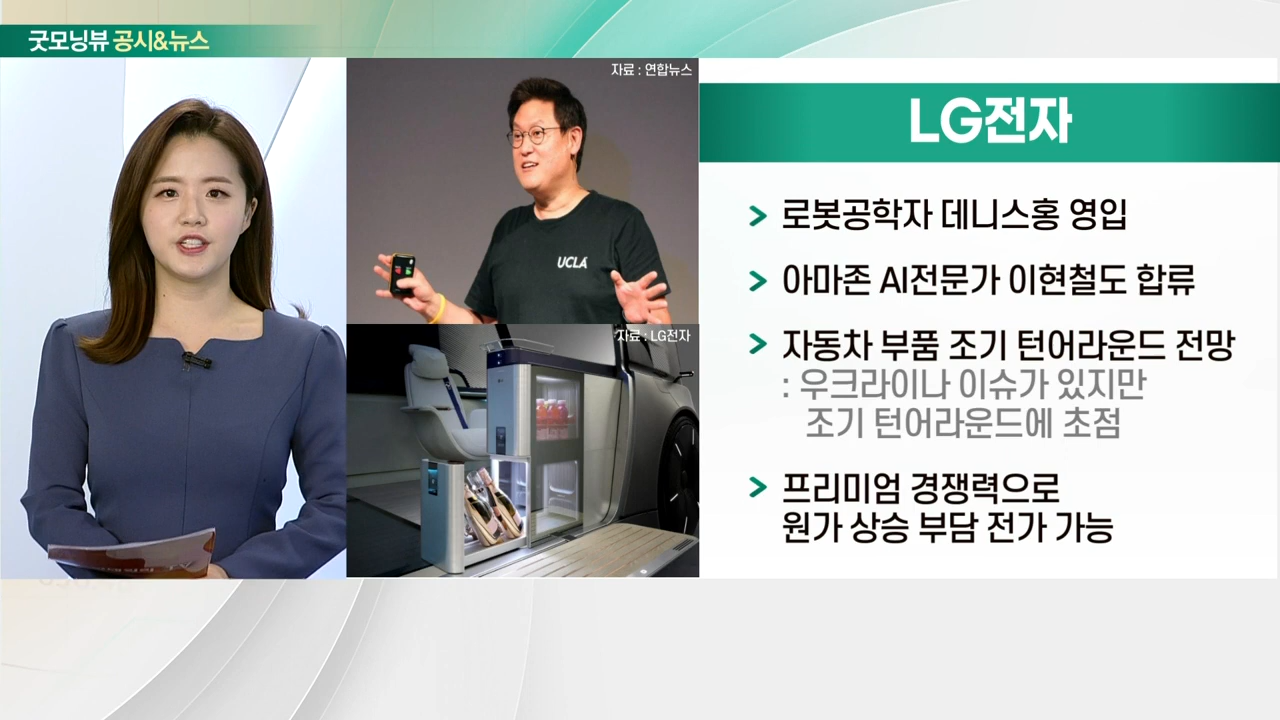 굿모닝뷰 공시&뉴스
자료 : 연합뉴스
UCLA
자료 : LG전자
LG전자
로봇공학자 데니스홍 영입
아마존 AI전문가 이현철도 합류
자동차 부품 조기 턴어라운드 전망
: 우크라이나 이슈가 있지만
조기 턴어라운드에 초점
프리미엄 경쟁력으로
원가 상승 부담 전가 가능